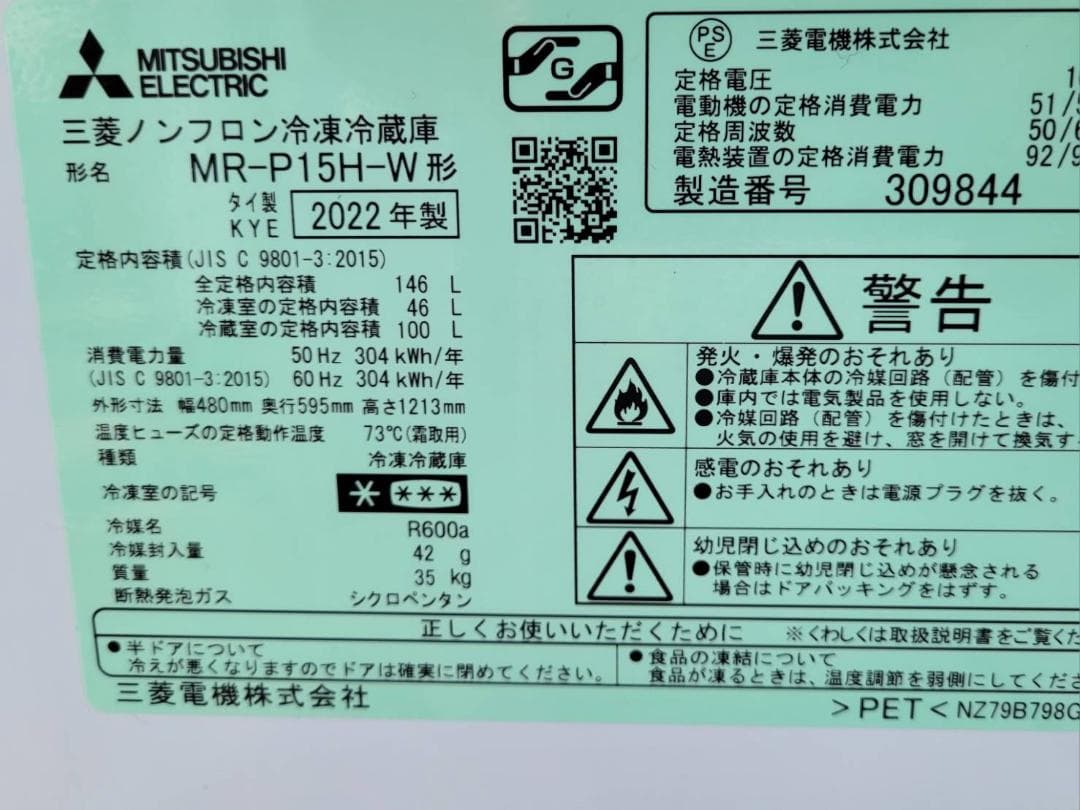 MITSUBISHI
ELECTRIC
三菱ノンフロン冷凍冷蔵庫
形名 MR-P15H-W形
タイ製
KYE 2022年製
定格内容積(JIS C 9801-3:2015)
全定格内容積 146 L
冷凍室の定格内容積 46 L
冷蔵室の定格内容積 100 L
消費電力量 50Hz 304kWh/年
(JIS C 9801-3:2015) 60Hz 304kWh/年
外形寸法 幅480mm 奥行595mm 高さ1213mm
温度ヒューズの定格動作温度 73℃(霜取用)
種類 冷凍冷蔵庫
冷凍室の記号 * ***
冷媒名 R600a
冷媒封入量 42 g
質量 35 kg
断熱発泡ガス シクロペンタン
G
PS
E
三菱電機株式会社
定格電圧 1
電動機の定格消費電力 51/
定格周波数 50/6
電熱装置の定格消費電力 92/9
製造番号 309844
警告
発火・爆発のおそれあり
●冷蔵庫本体の冷媒回路(配管)を傷付
●庫内では電気製品を使用しない。
●冷媒回路(配管)を傷付けたときは、
火気の使用を避け、窓を開けて換気す
感電のおそれあり
●お手入れのときは電源プラグを抜く。
幼児閉じ込めのおそれあり
●保管時に幼児閉じ込めが懸念される
場合はドアパッキングをはずす。
正しくお使いいただくために ※くわしくは取扱説明書をご覧くだ
●半ドアについて
冷えが悪くなりますのでドアは確実に閉めてください。
●食品の凍結について
食品が凍るときは、温度調節を弱側にしてくださ
三菱電機株式会社
>PET< NZ79B798G